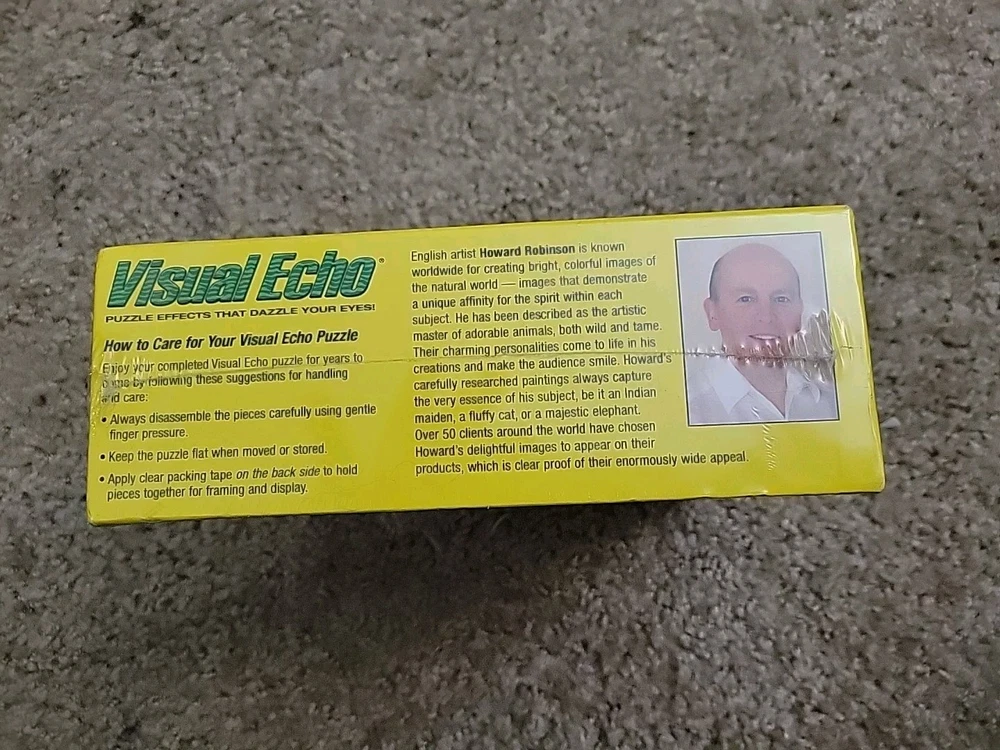 Visual Echo®
PUZZLE EFFECTS THAT DAZZLE YOUR EYES!
How to Care for Your Visual Echo Puzzle
Enjoy your completed Visual Echo puzzle for years to
come by following these suggestions for handling
and care:
• Always disassemble the pieces carefully using gentle
finger pressure.
• Keep the puzzle flat when moved or stored.
• Apply clear packing tape on the back side to hold
pieces together for framing and display.
English artist Howard Robinson is known
worldwide for creating bright, colorful images of
the natural world — images that demonstrate
a unique affinity for the spirit within each
subject. He has been described as the artistic
master of adorable animals, both wild and tame.
Their charming personalities come to life in his
creations and make the audience smile. Howard's
carefully researched paintings always capture
the very essence of his subject, be it an Indian
maiden, a fluffy cat, or a majestic elephant.
Over 50 clients around the world have chosen
Howard's delightful images to appear on their
products, which is clear proof of their enormously wide appeal.